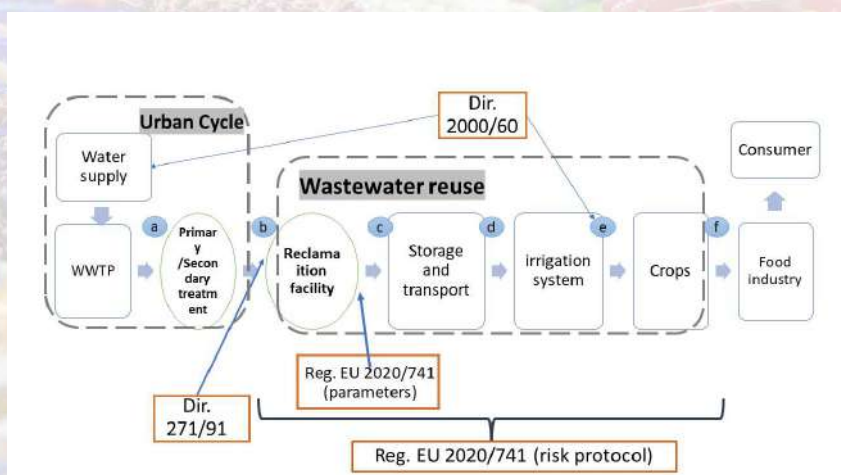 Dir.
2000/60
Urban Cycle
Water
supply
Consumer
Wastewater reuse
a
b
c
d
e
f
WWTP
Primar
y
/Secon
dary
treatm
ent
Reclama
ition
facility
Storage
and
transport
irrigation
system
Crops
Food
industry
Reg. EU 2020/741
(parameters)
Dir.
271/91
Reg. EU 2020/741 (risk protocol)